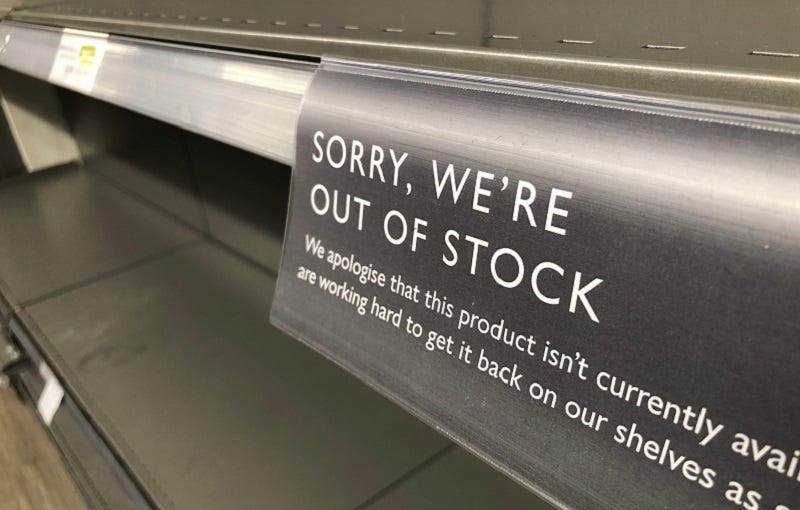 SORRY, WE'RE
OUT OF STOCK
We apologise that this product isn't currently
are working hard to get it back on our shelves as